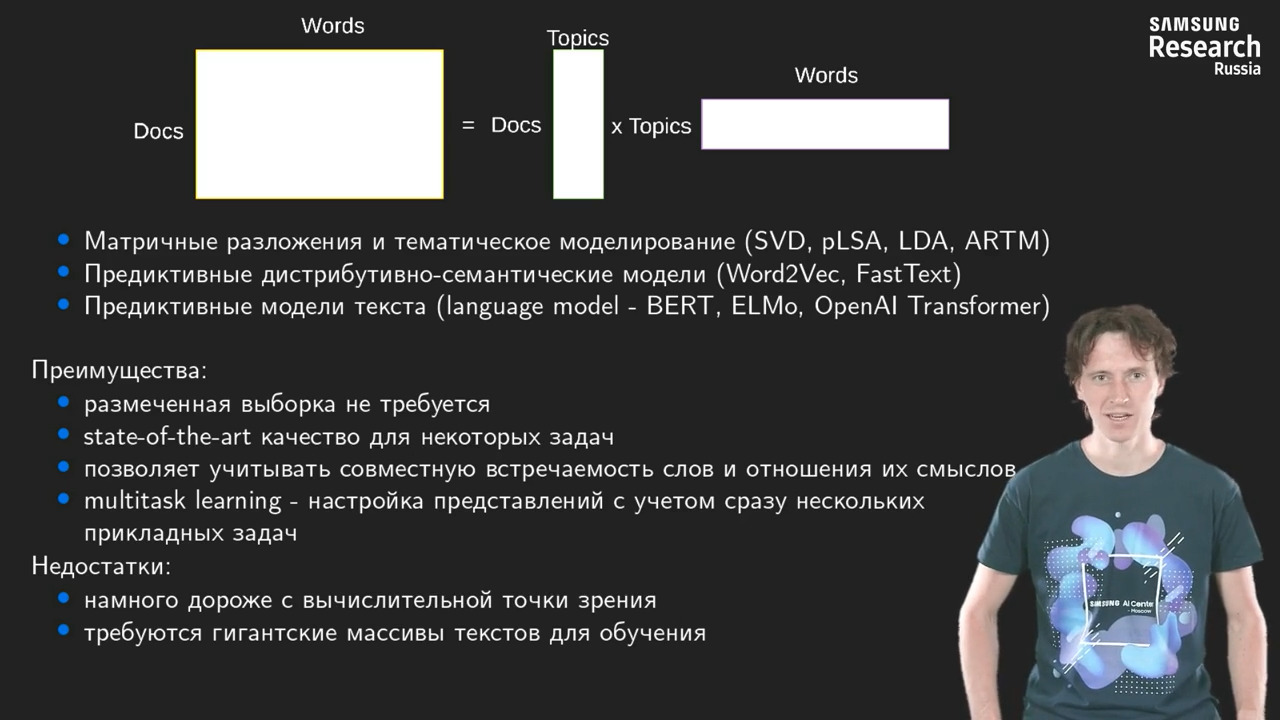 Words
Topics
Words
Docs
= Docs
x Topics
SAMSUNG
Research
Russia
Матричные разложения и тематическое моделирование (SVD, pLSA, LDA, ARTM)
Предиктивные дистрибутивно-семантические модели (Word2Vec, FastText)
Предиктивные модели текста (language model - BERT, ELMo, OpenAI Transformer)
Преимущества:
размеченная выборка не требуется
state-of-the-art качество для некоторых задач
позволяет учитывать совместную встречаемость слов и отношения их смыслов
multitask learning - настройка представлений с учетом сразу нескольких
прикладных задач
Недостатки:
намного дороже с вычислительной точки зрения
требуются гигантские массивы текстов для обучения
SAMSUNG AI Center
- Moscow